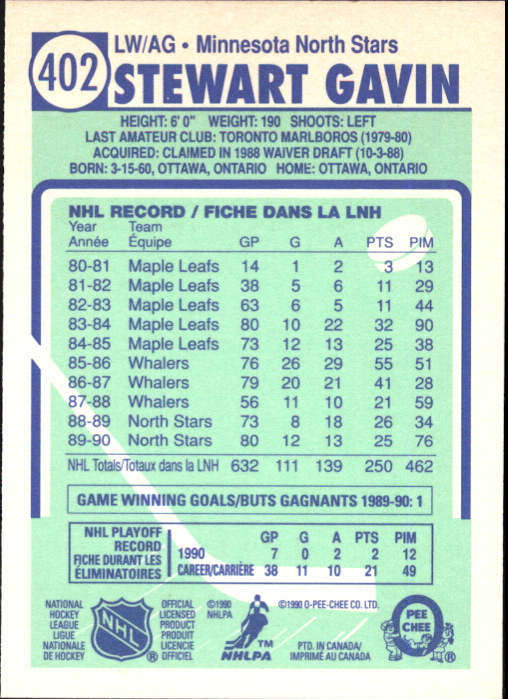 402
LW/AG • Minnesota North Stars
STEWART GAVIN
HEIGHT: 6' 0" WEIGHT: 190 SHOOTS: LEFT
LAST AMATEUR CLUB: TORONTO MARLBOROS (1979-80)
ACQUIRED: CLAIMED IN 1988 WAIVER DRAFT (10-3-88)
BORN: 3-15-60, OTTAWA, ONTARIO HOME: OTTAWA, ONTARIO
NHL RECORD / FICHE DANS LA LNH
Year Team
Année Équipe GP G A PTS PIM
80-81 Maple Leafs 14 1 2 3 13
81-82 Maple Leafs 38 5 6 11 29
82-83 Maple Leafs 63 6 5 11 44
83-84 Maple Leafs 80 10 22 32 90
84-85 Maple Leafs 73 12 13 25 38
85-86 Whalers 76 26 29 55 51
86-87 Whalers 79 20 21 41 28
87-88 Whalers 56 11 10 21 59
88-89 North Stars 73 8 18 26 34
89-90 North Stars 80 12 13 25 76
NHL Totals/Totaux dans la LNH 632 111 139 250 462
GAME WINNING GOALS/BUTS GAGNANTS 1989-90: 1
NHL PLAYOFF
RECORD
FICHE DURANT LES
ÉLIMINATOIRES
GP G A PTS PIM
1990 7 0 2 2 12
CAREER/CARRIÈRE 38 11 10 21 49
NATIONAL
HOCKEY
LEAGUE
LIGUE
NATIONALE
DE HOCKEY
NHL
®
OFFICIAL
LICENSED
PRODUCT
PRODUIT
LICENCIE
OFFICIEL
©1990
NHLPA
TM
NHLPA
©1990 O-PEE-CHEE CO. LTD.
PTD. IN CANADA/
IMPRIMÉ AU CANADA
PEE
CHEE
®